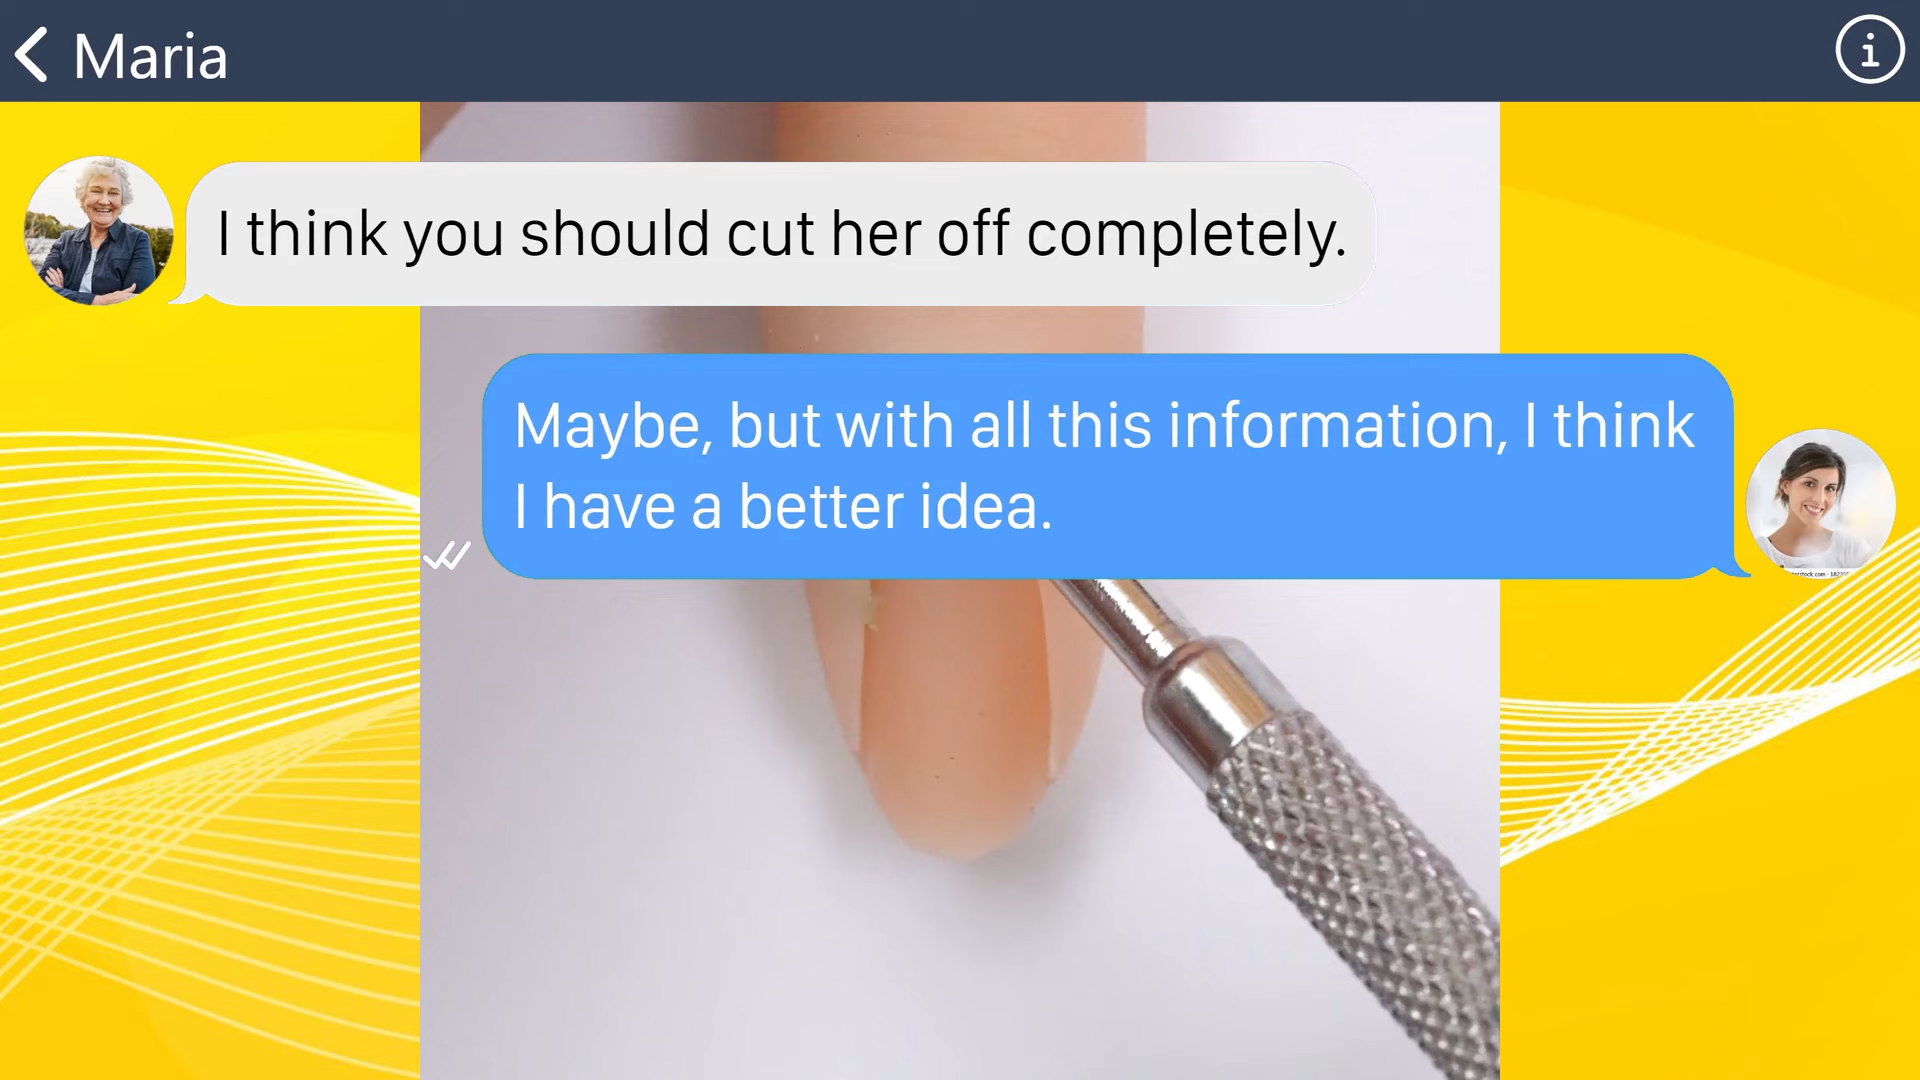 Maria
I think you should cut her off completely.
Maybe, but with all this information, I think
I have a better idea.